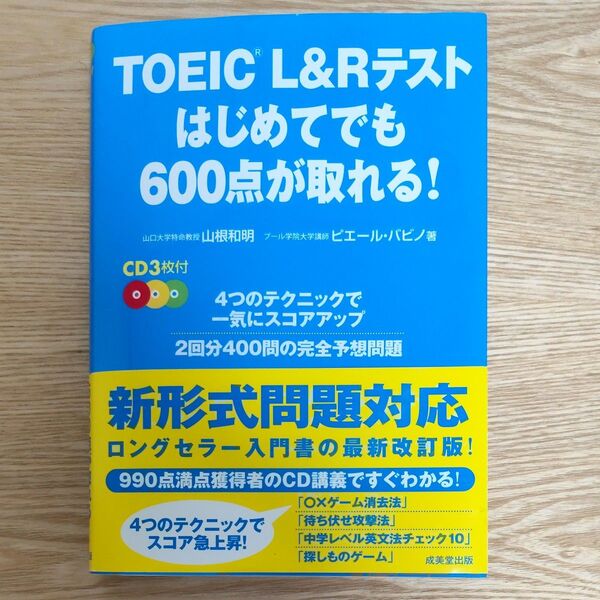 TOEIC® L&Rテスト
はじめてでも
600点が取れる!
山口大学特命教授 山根和明 プール学院大学講師 ピエール・パビノ 著
CD3枚付
4つのテクニックで
一気にスコアアップ
2回分400問の完全予想問題
新形式問題対応
ロングセラー入門書の最新改訂版!
990点満点獲得者のCD講義ですぐわかる!
4つのテクニックで
スコア急上昇!
「○×ゲーム消去法」
「待ち伏せ攻撃法」
「中学レベル英文法チェック10」
「探しものゲーム」
成美堂出版